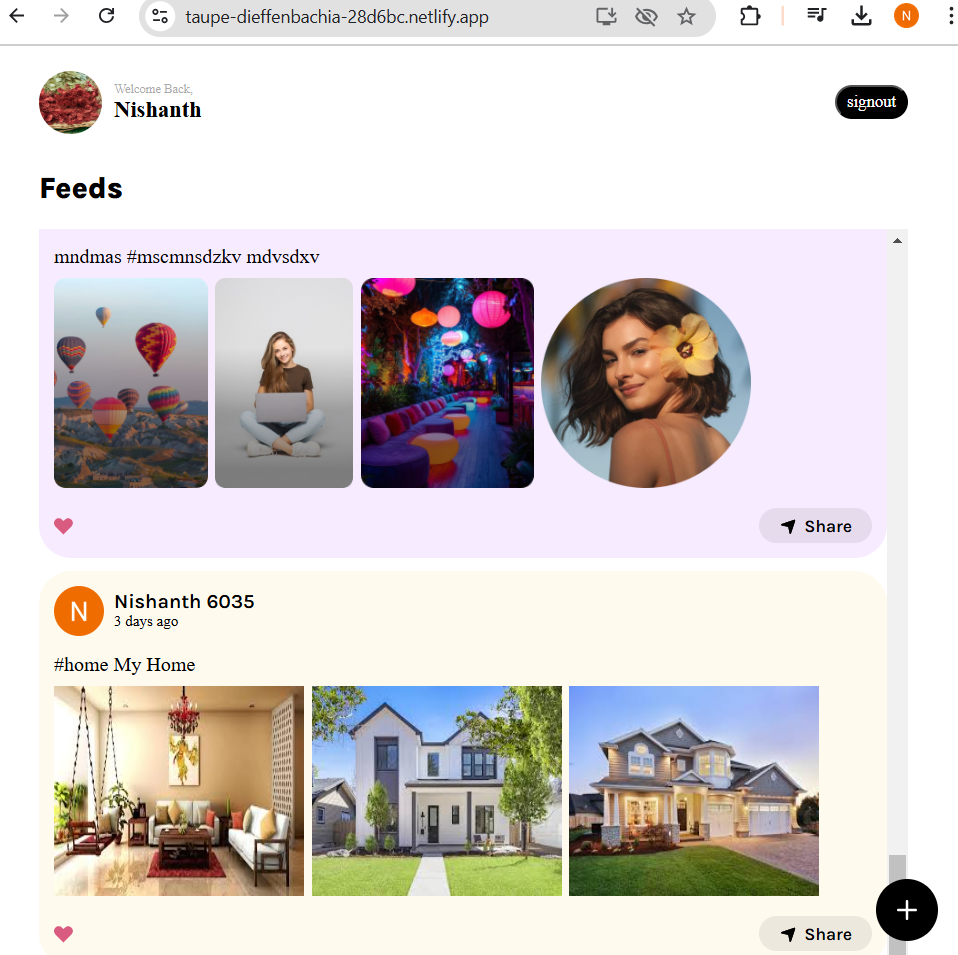 taupe-dieffenbachia-28d6bc.netlify.app
N
Welcome Back,
Nishanth
signout
Feeds
mndmas #mscmnsdzkv mdvsdxv
Share
N
Nishanth 6035
3 days ago
#home My Home
Share